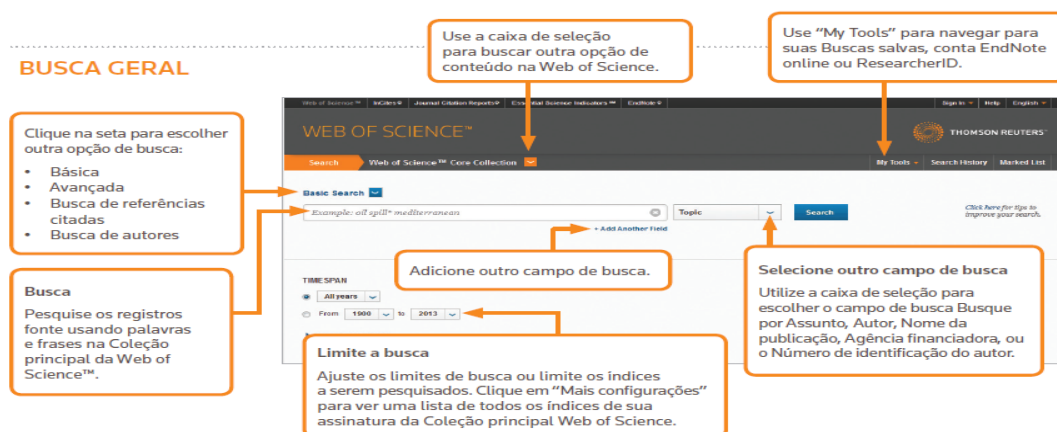 BUSCA GERAL
Use a caixa de seleção
para buscar outra opção de
conteúdo na Web of Science.
Use “My Tools” para navegar para
suas Buscas salvas, conta EndNote
online ou ResearcherID.
Clique na seta para escolher
outra opção de busca:
• Básica
• Avançada
• Busca de referências
citadas
• Busca de autores
Web of Science™ InCites Journal Citation Reports Essential Science Indicators℠ EndNote Sign In Help English
WEB OF SCIENCE™
THOMSON REUTERS™
Search Web of Science™ Core Collection My Tools Search History Marked List
Basic Search
Example: oil spill* mediterranean Topic Search
Click here for tips to
improve your search.
+ Add Another Field
Adicione outro campo de busca.
Busca
Pesquise os registros
fonte usando palavras
e frases na Coleção
principal da Web of
Science™.
TIMESPAN
All years
From 1900 to 2013
Selecione outro campo de busca
Utilize a caixa de seleção para
escolher o campo de busca Busque
por Assunto, Autor, Nome da
publicação, Agência financiadora, ou
o Número de identificação do autor.
Limite a busca
Ajuste os limites de busca ou limite os índices
a serem pesquisados. Clique em “Mais configurações”
para ver uma lista de todos os índices de sua
assinatura da Coleção principal Web of Science.